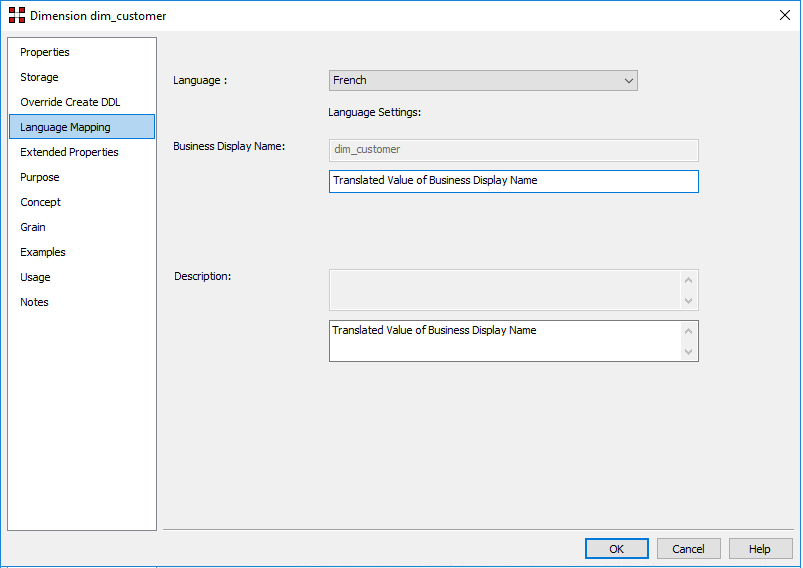 Dimension dim_customer
Properties
Storage
Override Create DDL
Language Mapping
Extended Properties
Purpose
Concept
Grain
Examples
Usage
Notes
Language :
French
Language Settings:
Business Display Name:
dim_customer
Translated Value of Business Display Name
Description:
Translated Value of Business Display Name
OK
Cancel
Help